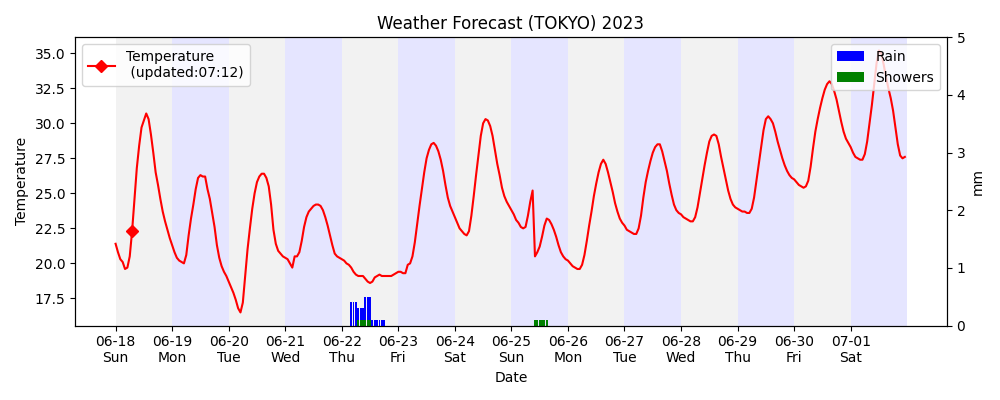 Weather Forecast (TOKYO) 2023
Temperature
(updated:07:12)
Rain
Showers
Temperature
35.0
32.5
30.0
27.5
25.0
22.5
20.0
17.5
5
4
3
2
1
0
mm
06-18 06-19 06-20 06-21 06-22 06-23 06-24 06-25 06-26 06-27 06-28 06-29 06-30 07-01
Sun Mon Tue Wed Thu Fri Sat Sun Mon Tue Wed Thu Fri Sat
Date